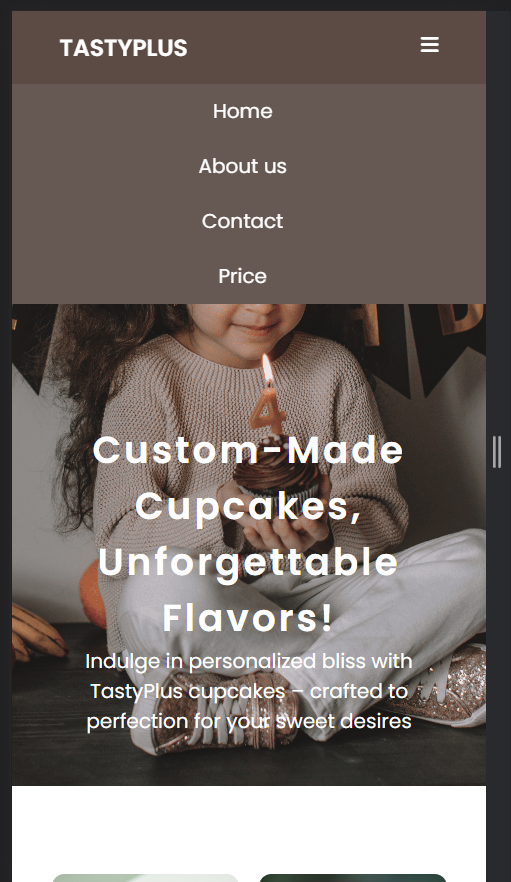 TASTYPLUS
Home
About us
Contact
Price
4
Custom-Made
Cupcakes,
Unforgettable
Flavors!
Indulge in personalized bliss with
TastyPlus cupcakes – crafted to
perfection for your sweet desires